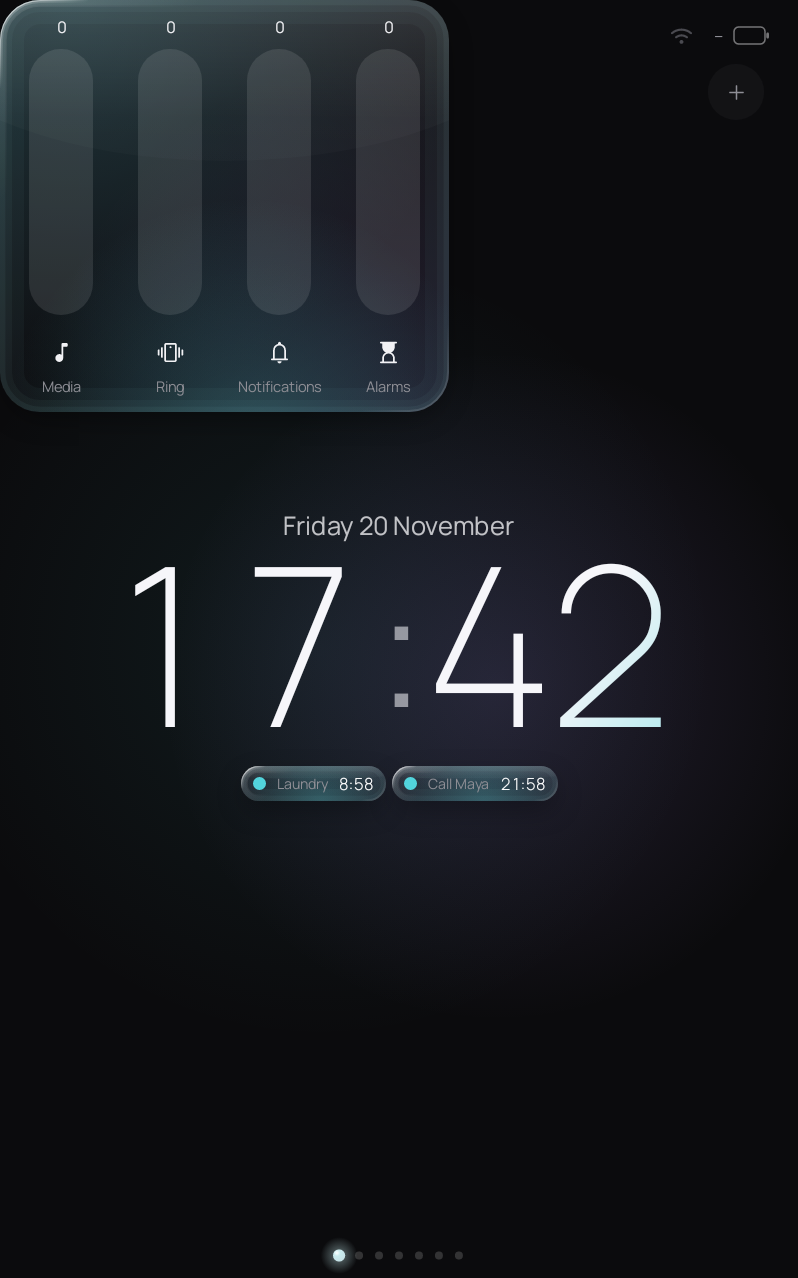 0 0 0 0
–
+
Media Ring Notifications Alarms
Friday 20 November
17:42
Laundry 8:58 Call Maya 21:58